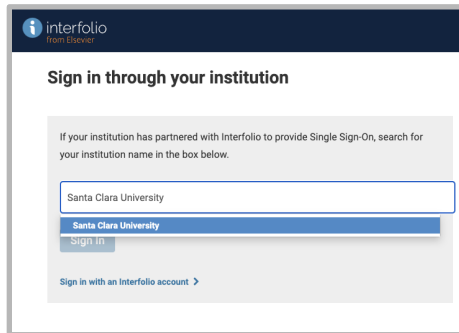 interfolio
from Elsevier
Sign in through your institution
If your institution has partnered with Interfolio to provide Single Sign-On, search for
your institution name in the box below.
Santa Clara University
Santa Clara University
Sign In
Sign in with an Interfolio account